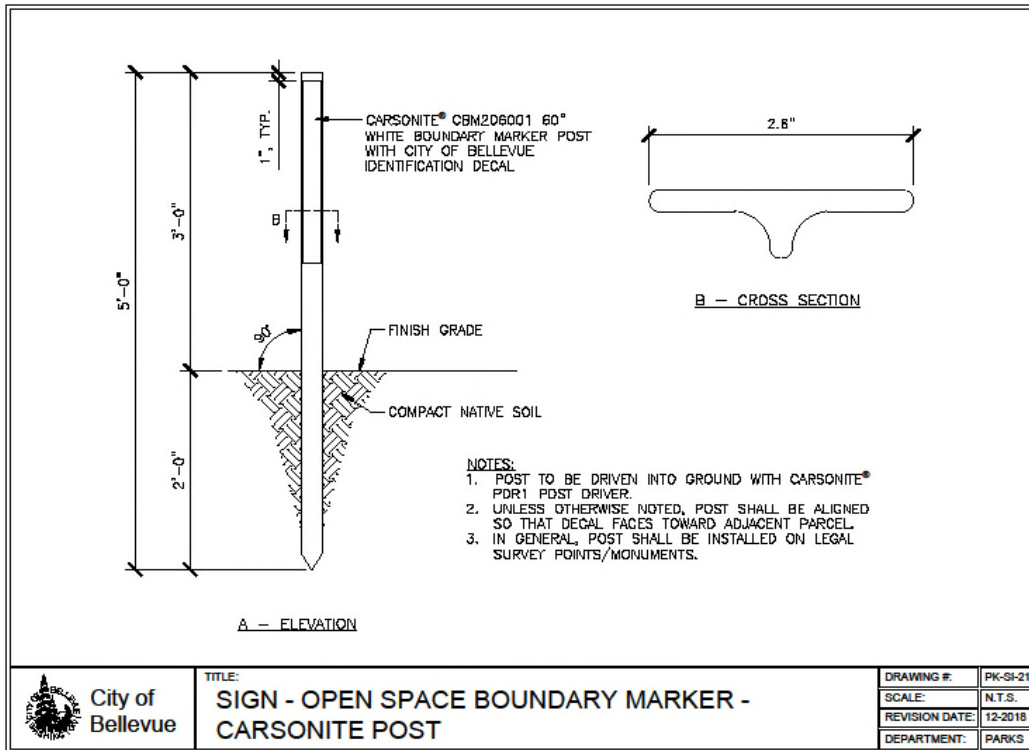 1", TYP.
CARSONITE® CBM2D6001 60"
WHITE BOUNDARY MARKER POST
WITH CITY OF BELLEVUE
IDENTIFICATION DECAL
2.6"
3'-0"
B
5'-0"
B - CROSS SECTION
90°
FINISH GRADE
COMPACT NATIVE SOIL
2'-0"
NOTES:
1. POST TO BE DRIVEN INTO GROUND WITH CARSONITE®
PDR1 POST DRIVER.
2. UNLESS OTHERWISE NOTED, POST SHALL BE ALIGNED
SO THAT DECAL FACES TOWARD ADJACENT PARCEL.
3. IN GENERAL, POST SHALL BE INSTALLED ON LEGAL
SURVEY POINTS/MONUMENTS.
A - ELEVATION
City of
Bellevue
TITLE:
SIGN - OPEN SPACE BOUNDARY MARKER -
CARSONITE POST
DRAWING #: PK-SI-21
SCALE: N.T.S.
REVISION DATE: 12-2018
DEPARTMENT: PARKS